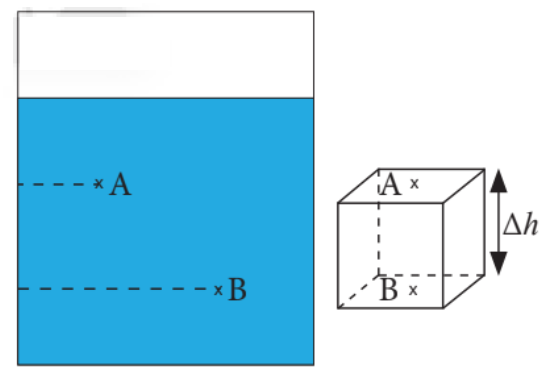 × A
× B
A ×
Δh
B ×